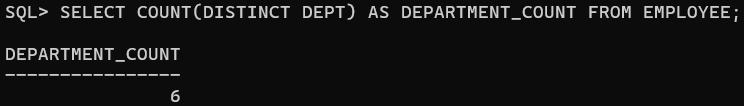 SQL> SELECT COUNT(DISTINCT DEPT) AS DEPARTMENT_COUNT FROM EMPLOYEE;
DEPARTMENT_COUNT
----------------
6